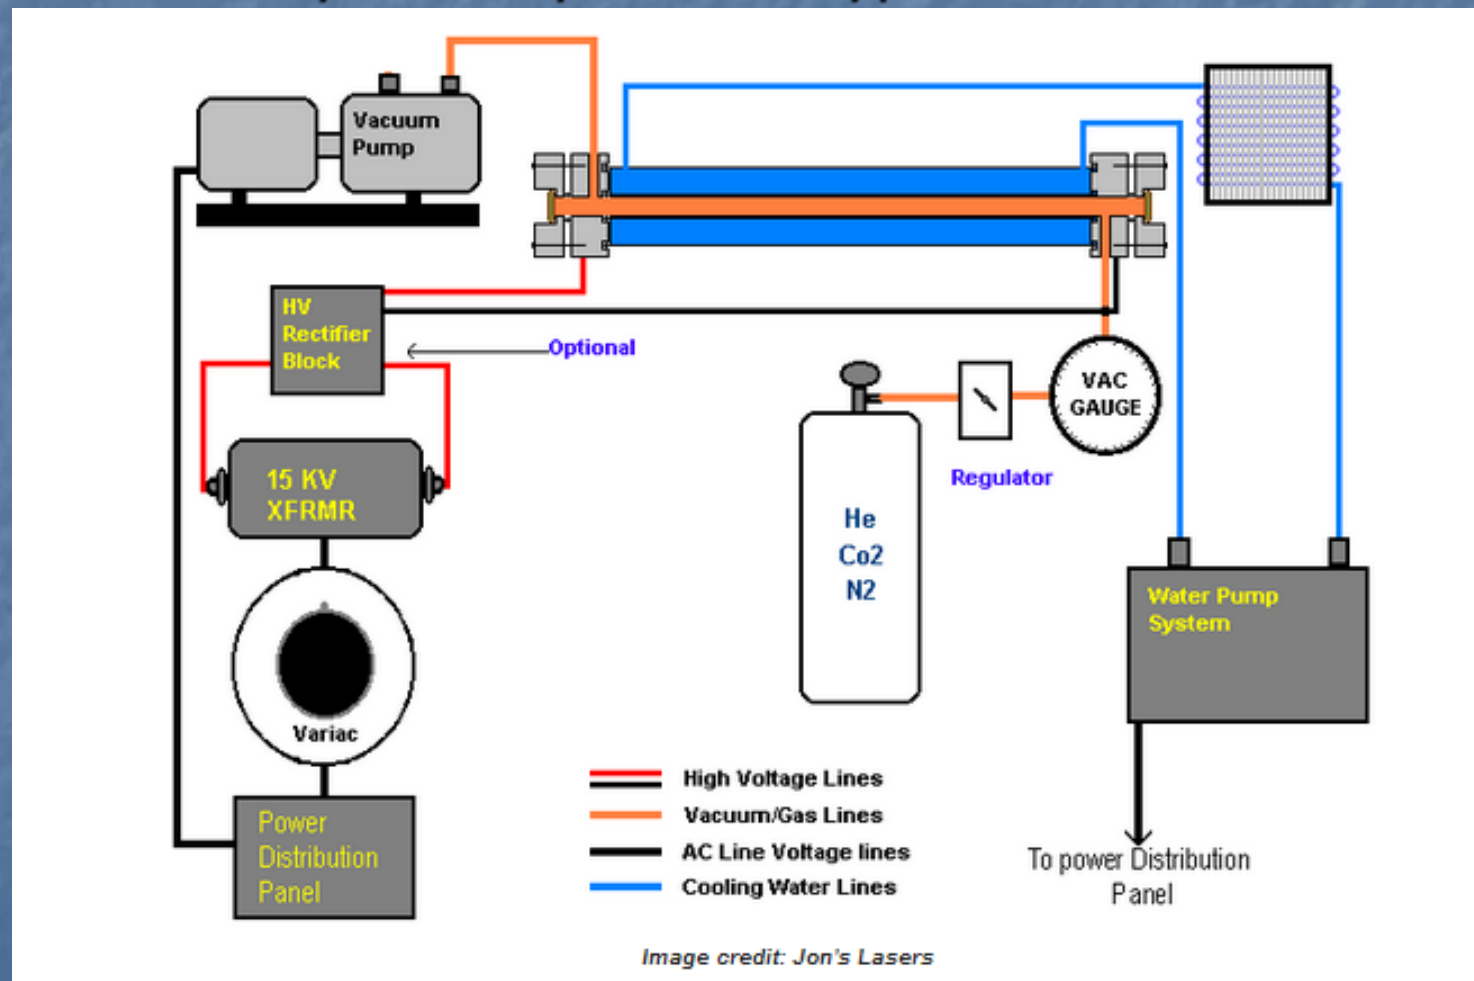 Vacuum
Pump
HV
Rectifier
Block
Optional
VAC
GAUGE
15 KV
XFRMR
Regulator
He
Co2
N2
Water Pump
System
Variac
High Voltage Lines
Vacuum/Gas Lines
AC Line Voltage lines
Cooling Water Lines
Power
Distribution
Panel
To power Distribution
Panel
Image credit: Jon's Lasers